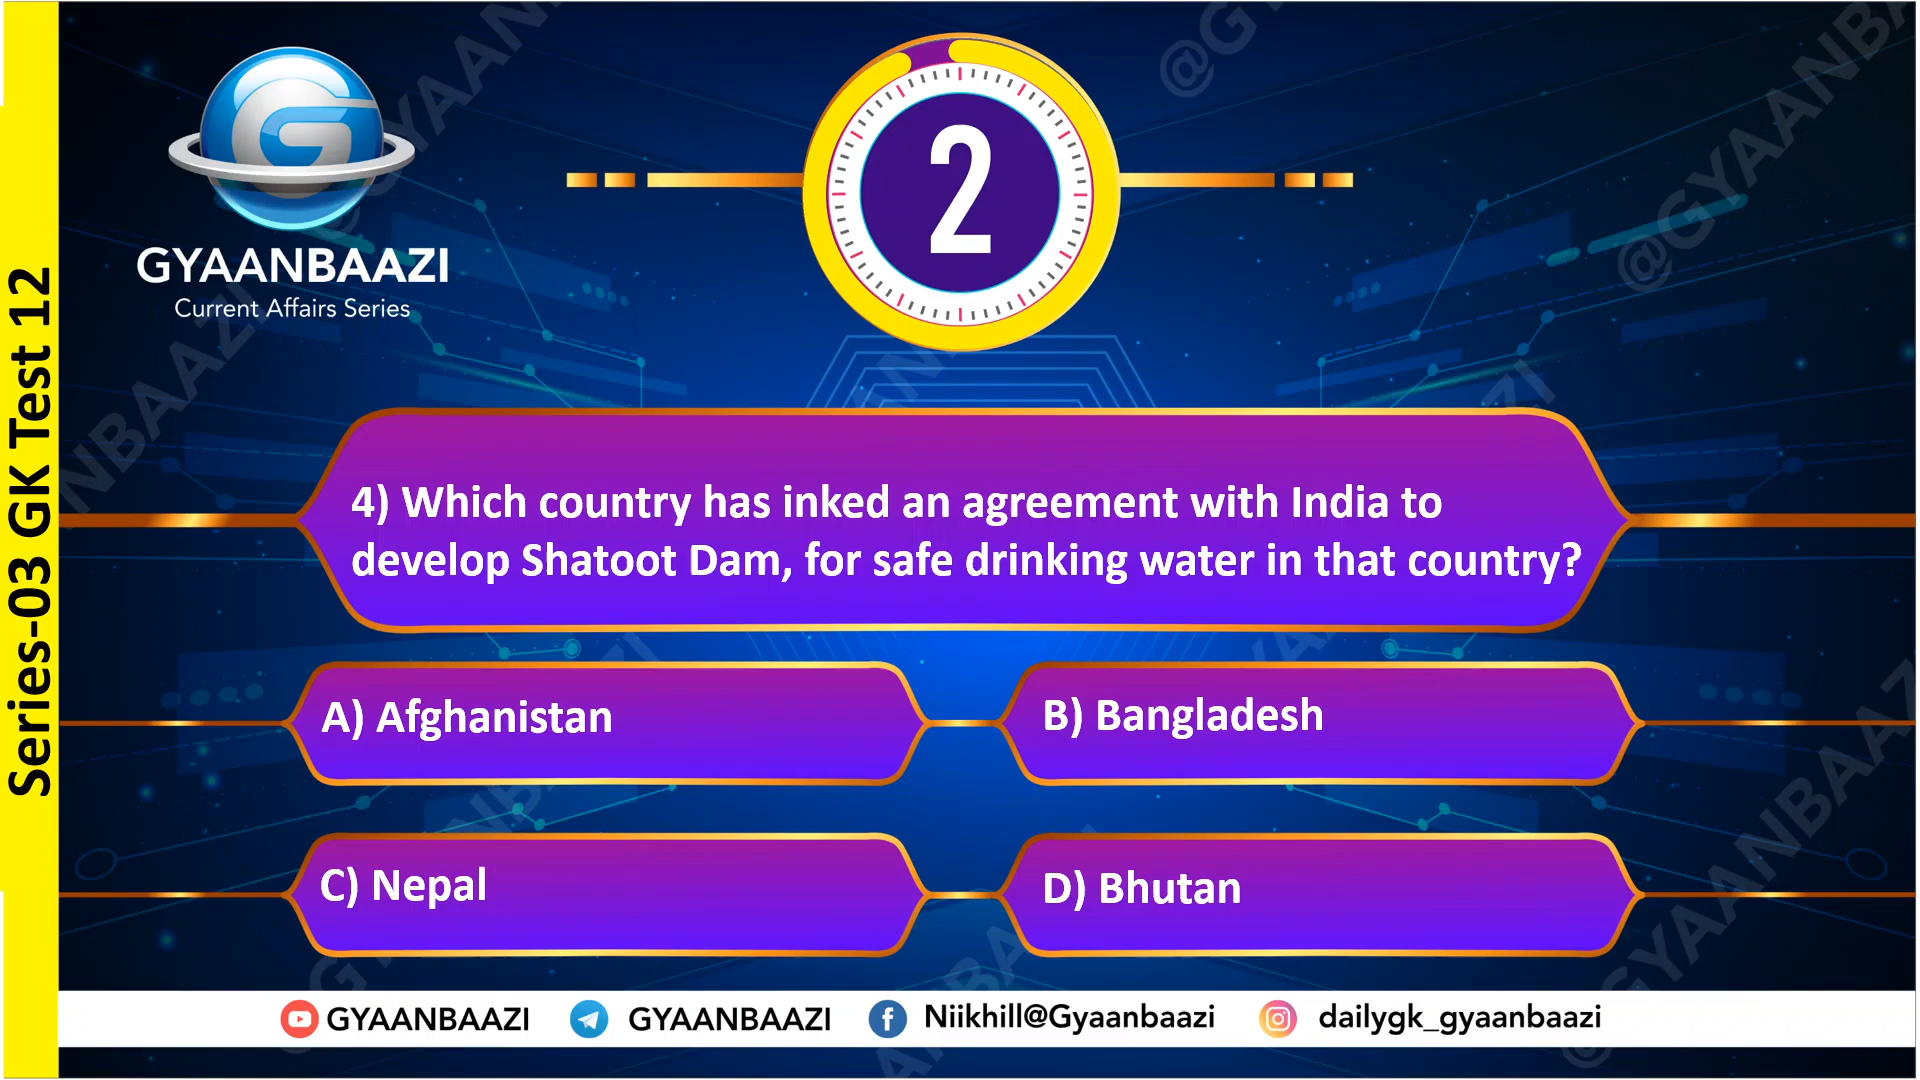 Series-03 GK Test 12
G
GYAANBAAZI
Current Affairs Series
2
4) Which country has inked an agreement with India to
develop Shatoot Dam, for safe drinking water in that country?
A) Afghanistan
B) Bangladesh
C) Nepal
D) Bhutan
GYAANBAAZI
GYAANBAAZI
Niikhill@Gyaanbaazi
dailygk_gyaanbaazi
@GYAANBAAZI